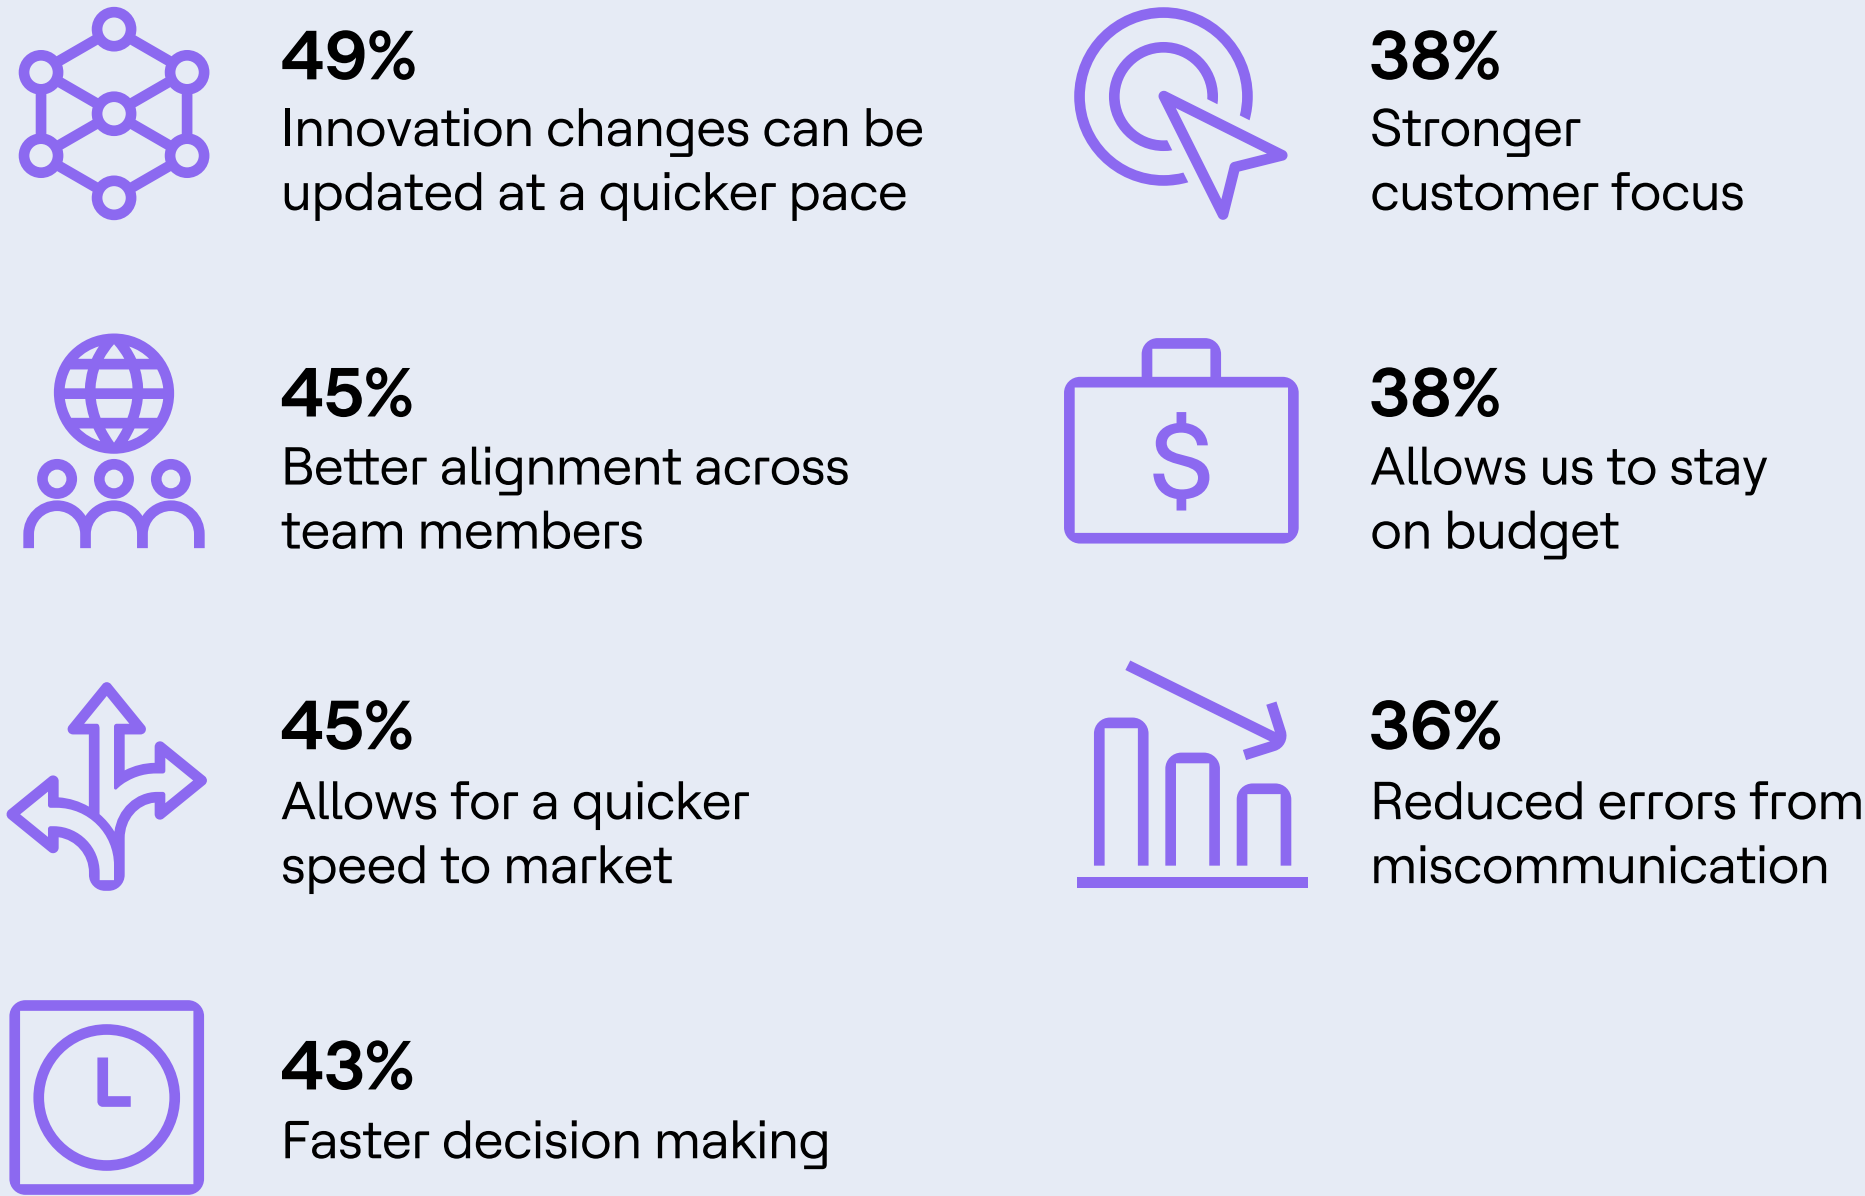 49%
Innovation changes can be
updated at a quicker pace
45%
Better alignment across
team members
45%
Allows for a quicker
speed to market
43%
Faster decision making
38%
Stronger
customer focus
38%
Allows us to stay
on budget
36%
Reduced errors from
miscommunication
$